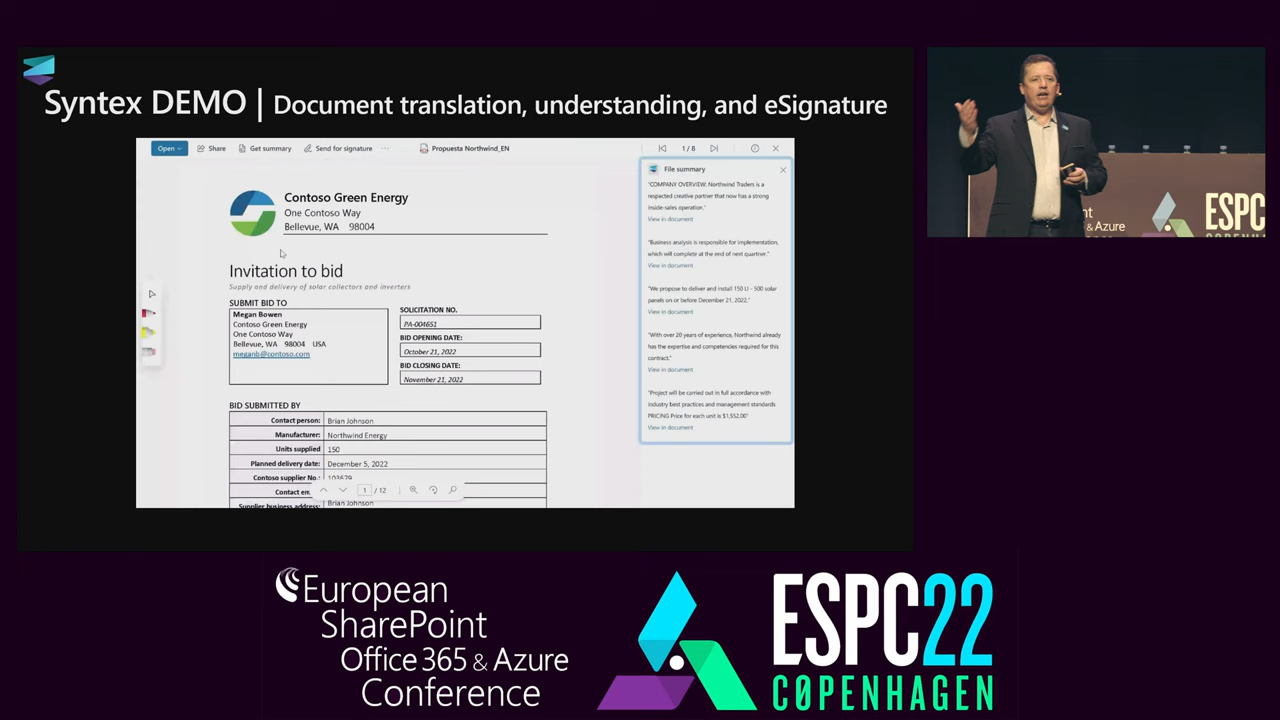 Syntex DEMO | Document translation, understanding, and eSignature
Open
Share
Get summary
Send for signature
...
Propuesta Northwind_EN
1 / 8
Contoso Green Energy
One Contoso Way
Bellevue, WA 98004
Invitation to bid
Supply and delivery of solar collectors and inverters
SUBMIT BID TO
Megan Bowen
Contoso Green Energy
One Contoso Way
Bellevue, WA 98004 USA
meganb@contoso.com
SOLICITATION NO.
PA-004651
BID OPENING DATE:
October 21, 2022
BID CLOSING DATE:
November 21, 2022
BID SUBMITTED BY
Contact person: Brian Johnson
Manufacturer: Northwind Energy
Units supplied 150
Planned delivery date: December 5, 2022
Contoso supplier No.: 103679
Contact em
Supplier business address: Brian Johnson
1 / 12
File summary
"COMPANY OVERVIEW: Northwind Traders is a
respected creative partner that now has a strong
inside-sales operation."
View in document
"Business analysis is responsible for implementation,
which will complete at the end of next quartner."
View in document
"We propose to deliver and install 150 LI - 500 solar
panels on or before December 21, 2022,"
View in document
"With over 20 years of experience, Northwind already
has the expertise and competencies required for this
contract."
View in document
"Project will be carried out in full accordance with
industry best practices and management standards
PRICING Price for each unit is $1,552.00"
View in document
int
& Azure
ESPC
COPENHAGEN
European
SharePoint
Office 365 & Azure
Conference
ESPC22
CØPENHAGEN